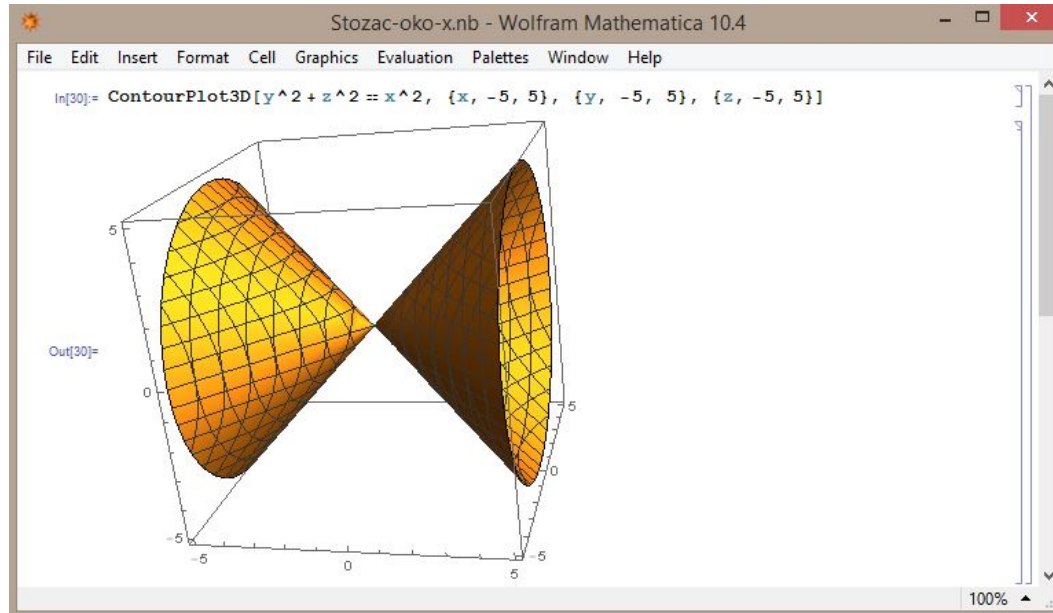 Stozac-oko-x.nb - Wolfram Mathematica 10.4
File Edit Insert Format Cell Graphics Evaluation Palettes Window Help
In[30]:= ContourPlot3D[y^2 + z^2 == x^2, {x, -5, 5}, {y, -5, 5}, {z, -5, 5}]
5
Out[30]=
0
5
0
-5
-5
-5
0
5
100%